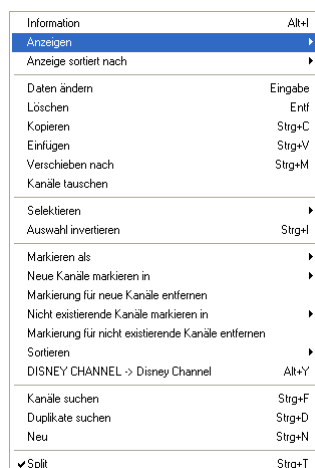 Information Alt+I
Anzeigen
Anzeige sortiert nach
Daten ändern Eingabe
Löschen Entf
Kopieren Strg+C
Einfügen Strg+V
Verschieben nach Strg+M
Kanäle tauschen
Selektieren
Auswahl invertieren Strg+I
Markieren als
Neue Kanäle markieren in
Markierung für neue Kanäle entfernen
Nicht existierende Kanäle markieren in
Markierung für nicht existierende Kanäle entfernen
Sortieren
DISNEY CHANNEL -> Disney Channel Alt+Y
Kanäle suchen Strg+F
Duplikate suchen Strg+D
Neu Strg+N
Split Strg+T